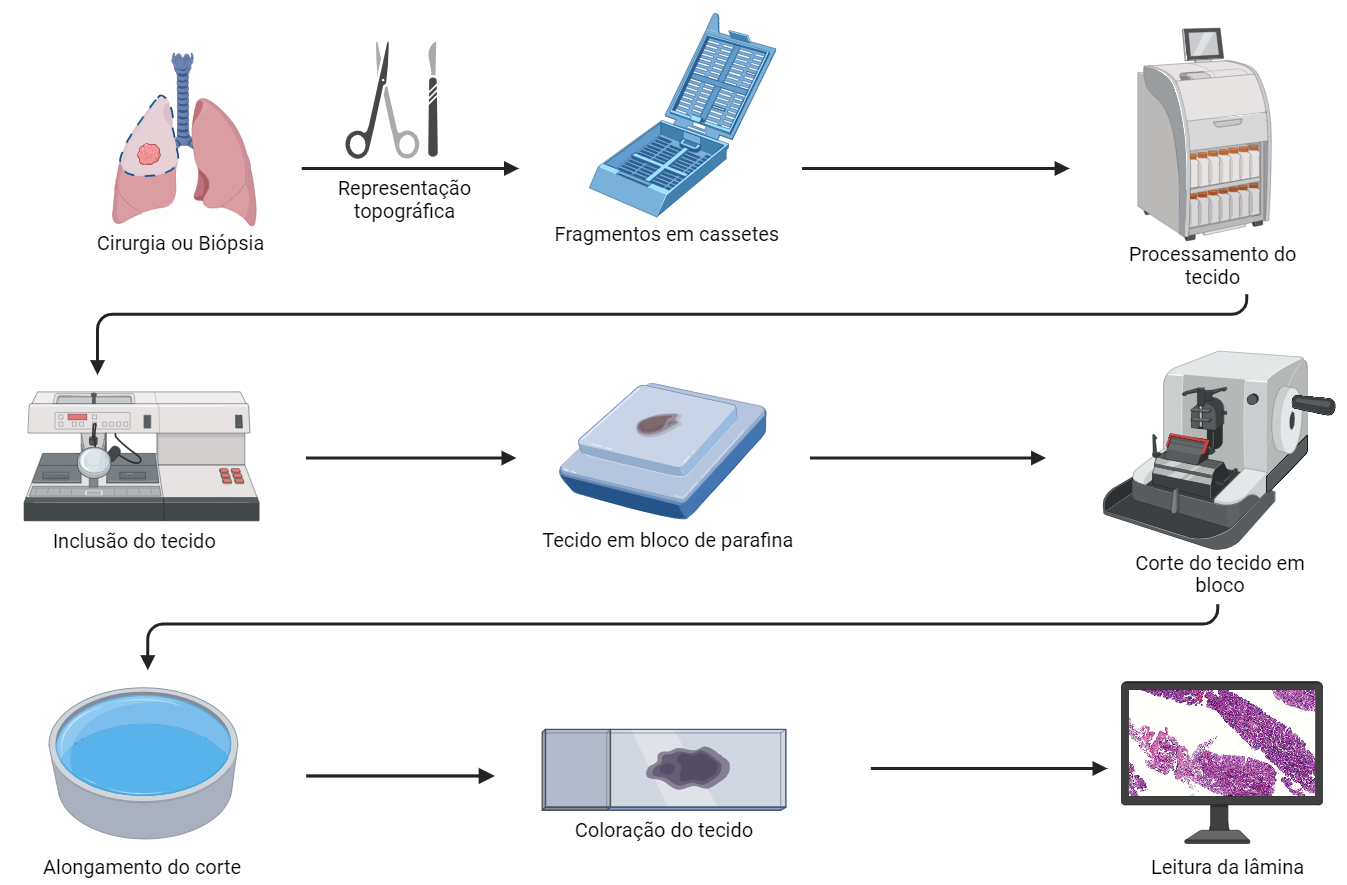 Representação
topográfica
Cirurgia ou Biópsia
Fragmentos em cassetes
Processamento do
tecido
Inclusão do tecido
Tecido em bloco de parafina
Corte do tecido em
bloco
Alongamento do corte
Coloração do tecido
Leitura da lâmina